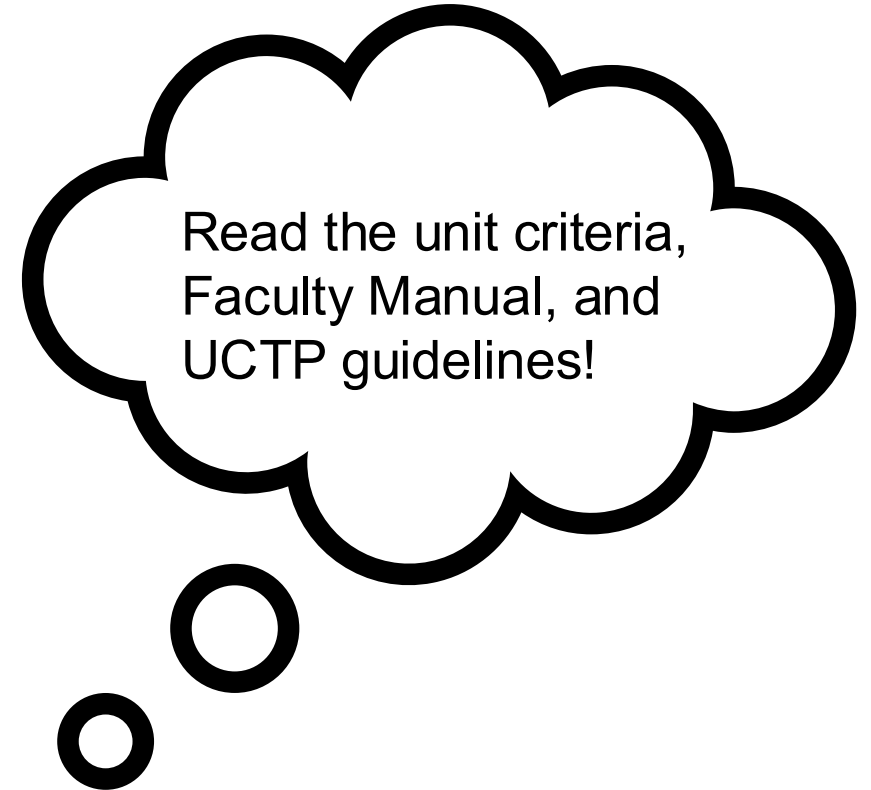 Read the unit criteria,
Faculty Manual, and
UCTP guidelines!